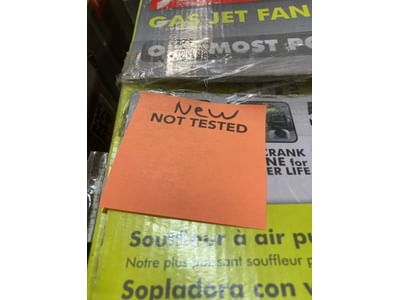 GAS JET FAN
MOST PO
New
NOT TESTED
CRANK
NE for
ER LIFE
Souffleur à air pu
Notre plus puissant souffleur p
Sopladora con v